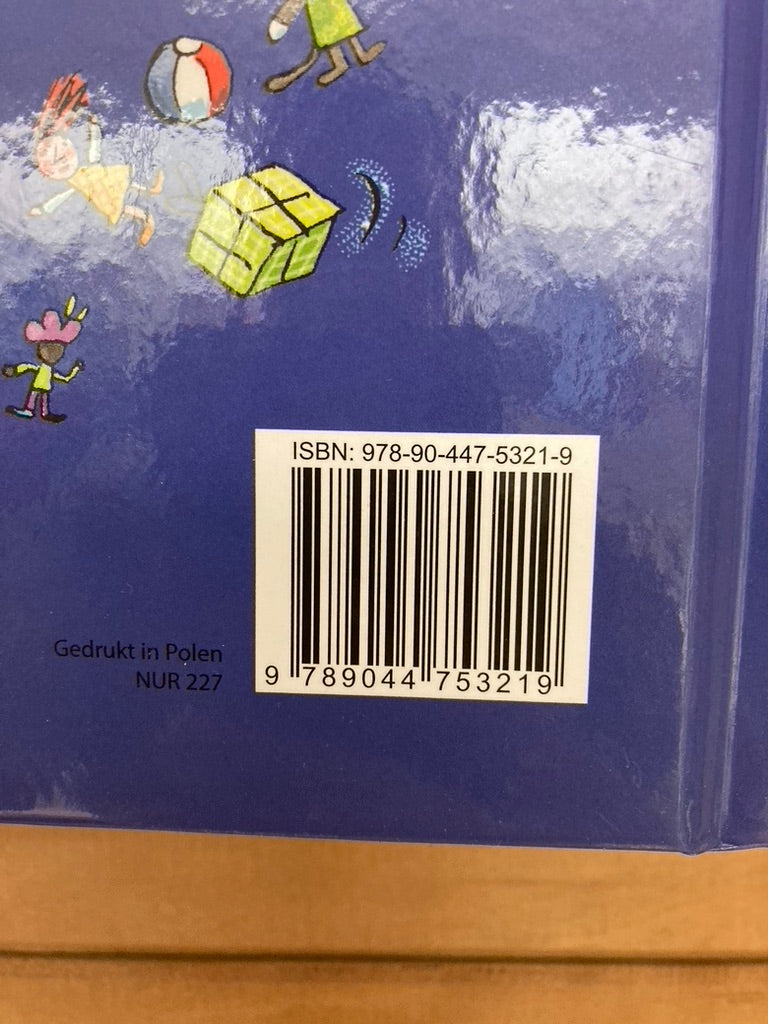 ISBN: 978-90-447-5321-9
Gedrukt in Polen
NUR 227
9 789044 753219